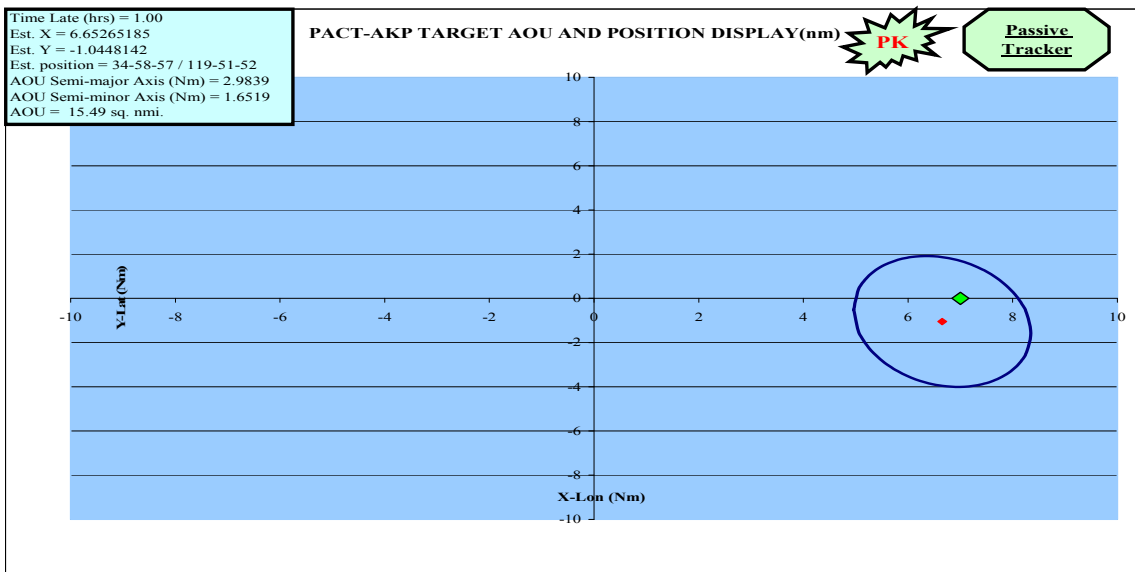 Time Late (hrs) = 1.00
Est. X = 6.65265185
Est. Y = -1.0448142
Est. position = 34-58-57 / 119-51-52
AOU Semi-major Axis (Nm) = 2.9839
AOU Semi-minor Axis (Nm) = 1.6519
AOU =  15.49 sq. nmi.
PACT-AKP TARGET AOU AND POSITION DISPLAY(nm)
PK
Passive
Tracker
10
8
6
4
2
0
-2
-4
-6
-8
-10
-10
-8
-6
-4
-2
0
2
4
6
8
10
Y-Lat (Nm)
X-Lon (Nm)